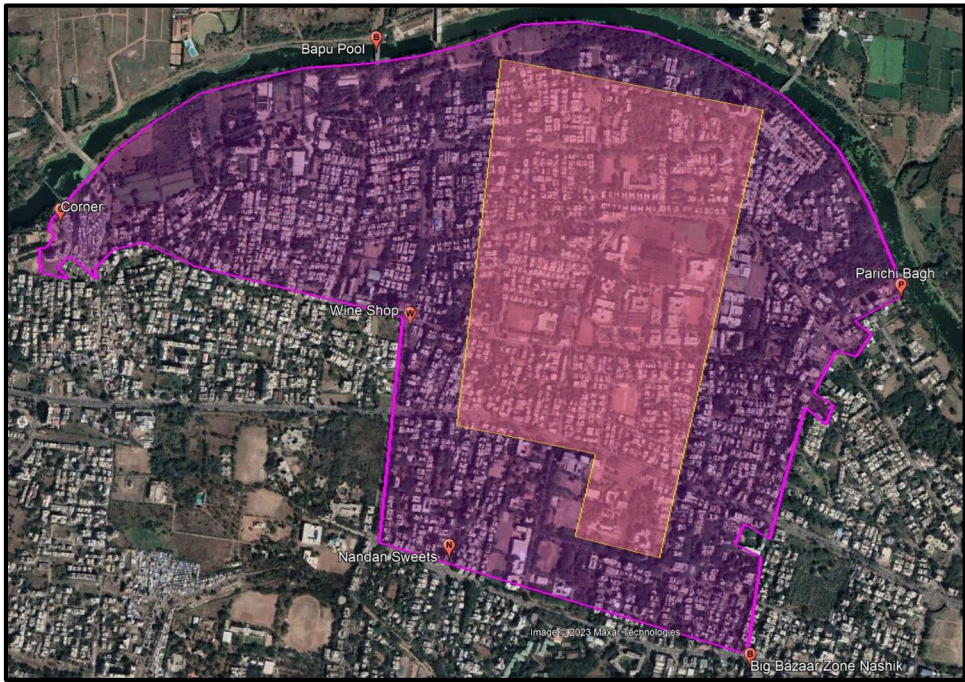 Bapu Pool
B
Corner
Parichi Bagh
P
Wine Shop
W
N
Nandan Sweets
Image © 2023 Maxar Technologies
B
Big Bazaar Zone Nashik